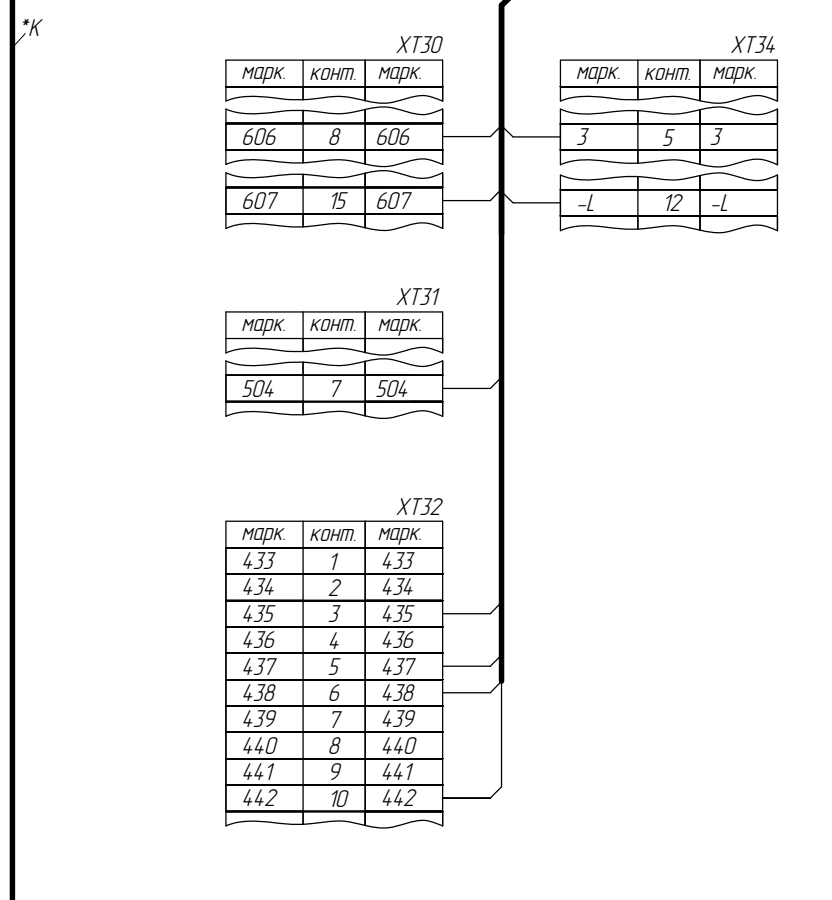 *К
XT30
марк. конт. марк.
606 8 606
607 15 607
XT34
марк. конт. марк.
3 5 3
-L 12 -L
XT31
марк. конт. марк.
504 7 504
XT32
марк. конт. марк.
433 1 433
434 2 434
435 3 435
436 4 436
437 5 437
438 6 438
439 7 439
440 8 440
441 9 441
442 10 442